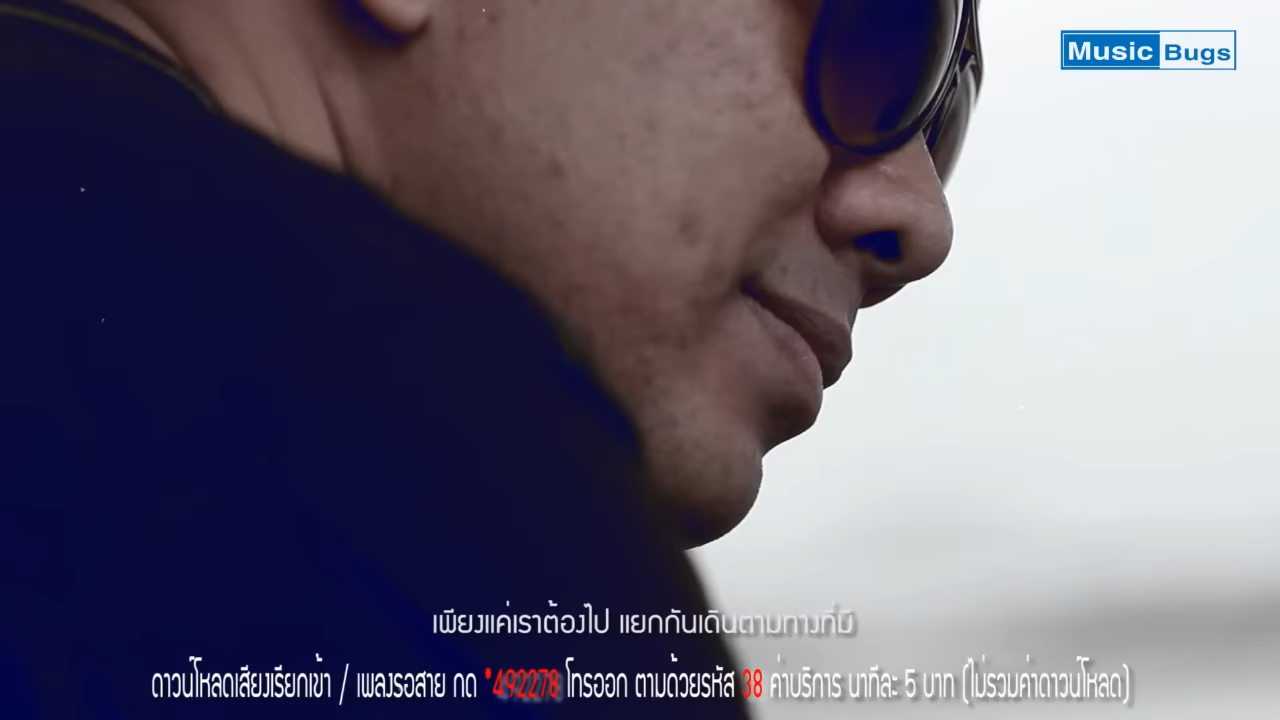 Music Bugs
เพียงแค่เราต้องไป แยกกันเดินตามทางที่มี
ดาวน์โหลดเสียงเรียกเข้า / เพลงรอสาย กด *492278 โทรออก ตามด้วยรหัส 38 ค่าบริการ นาทีละ 5 บาท (ไม่รวมค่าดาวน์โหลด)